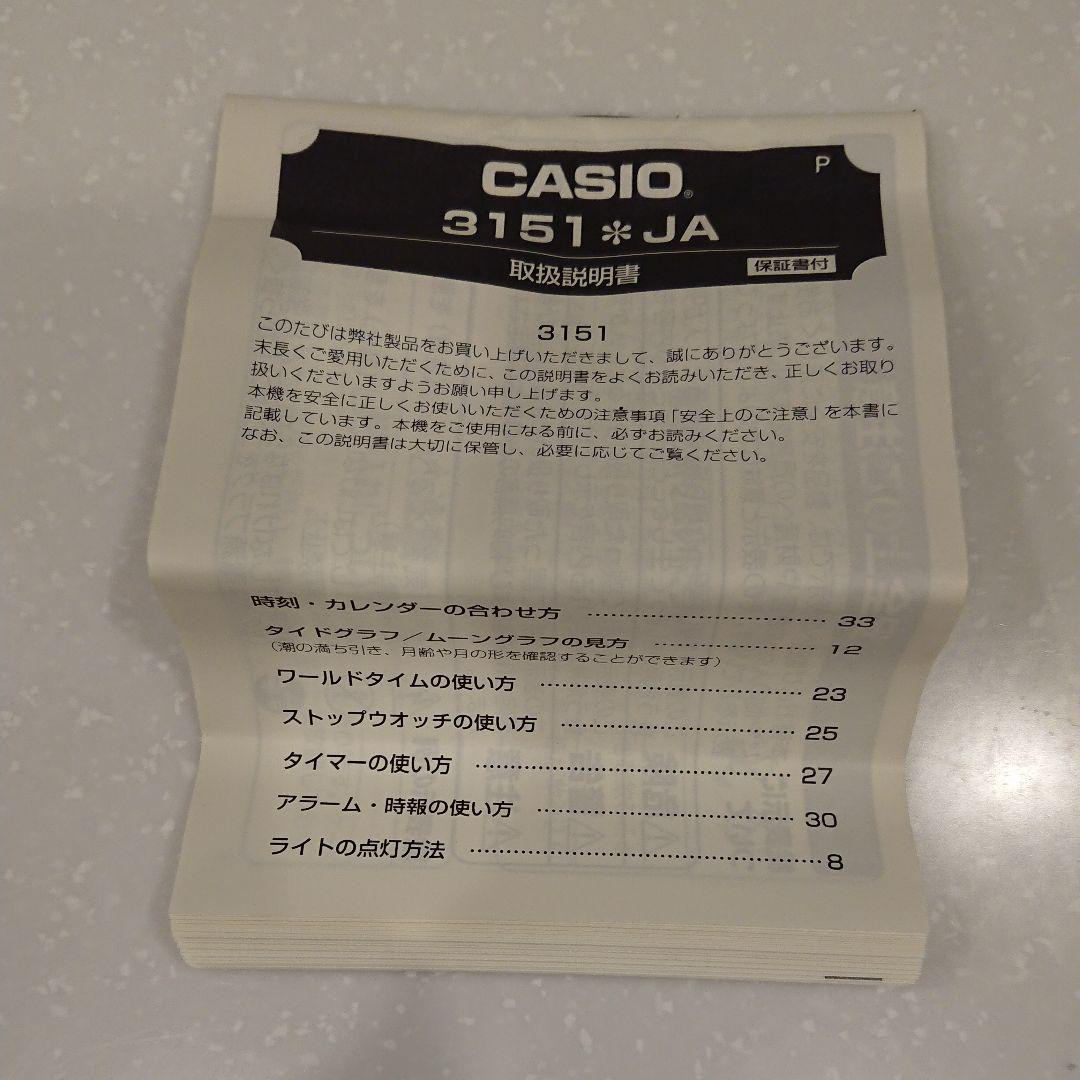 CASIO®
P
3151＊JA
取扱説明書
保証書付
3151
このたびは弊社製品をお買い上げいただきまして、誠にありがとうございます。
末長くご愛用いただくために、この説明書をよくお読みいただき、正しくお取り
扱いくださいますようお願い申し上げます。
本機を安全に正しくお使いいただくための注意事項「安全上のご注意」を本書に
記載しています。本機をご使用になる前に、必ずお読みください。
なお、この説明書は大切に保管し、必要に応じてご覧ください。
時刻・カレンダーの合わせ方 ………………………… 33
タイドグラフ／ムーングラフの見方 ………………… 12
（潮の満ち引き、月齢や月の形を確認することができます）
ワールドタイムの使い方 ……………………………… 23
ストップウオッチの使い方 …………………………… 25
タイマーの使い方 ……………………………………… 27
アラーム・時報の使い方 ……………………………… 30
ライトの点灯方法 ……………………………………… 8